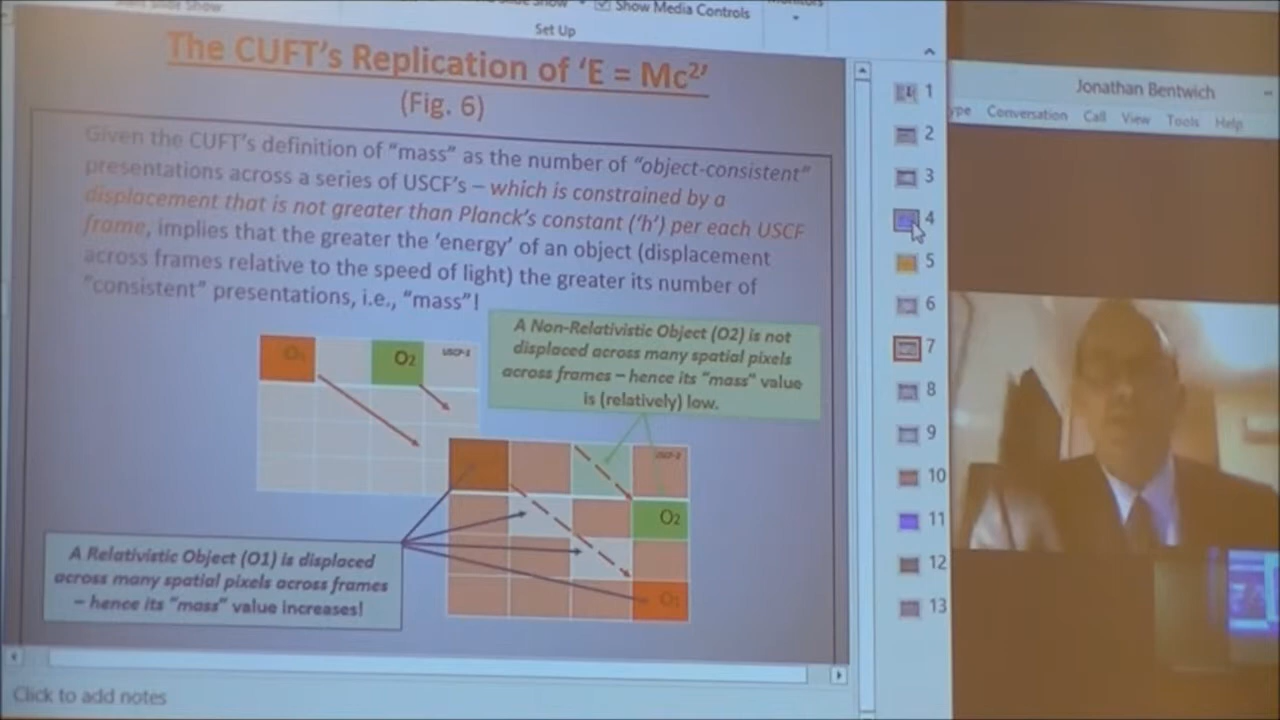 Show Media Controls
Set Up
The CUFT's Replication of 'E = Mc²'
(Fig. 6)
Given the CUFT's definition of "mass" as the number of "object-consistent"
presentations across a series of USCF's – which is constrained by a
displacement that is not greater than Planck's constant ('h') per each USCF
frame, implies that the greater the 'energy' of an object (displacement
across frames relative to the speed of light) the greater its number of
"consistent" presentations, i.e., "mass"!
A Non-Relativistic Object (O2) is not
displaced across many spatial pixels
across frames – hence its "mass" value
is (relatively) low.
O1
O2
O2
O1
A Relativistic Object (O1) is displaced
across many spatial pixels across frames
– hence its "mass" value increases!
Click to add notes
1
2
3
4
5
6
7
8
9
10
11
12
13
Jonathan Bentwich
Conversation Call View Tools Help